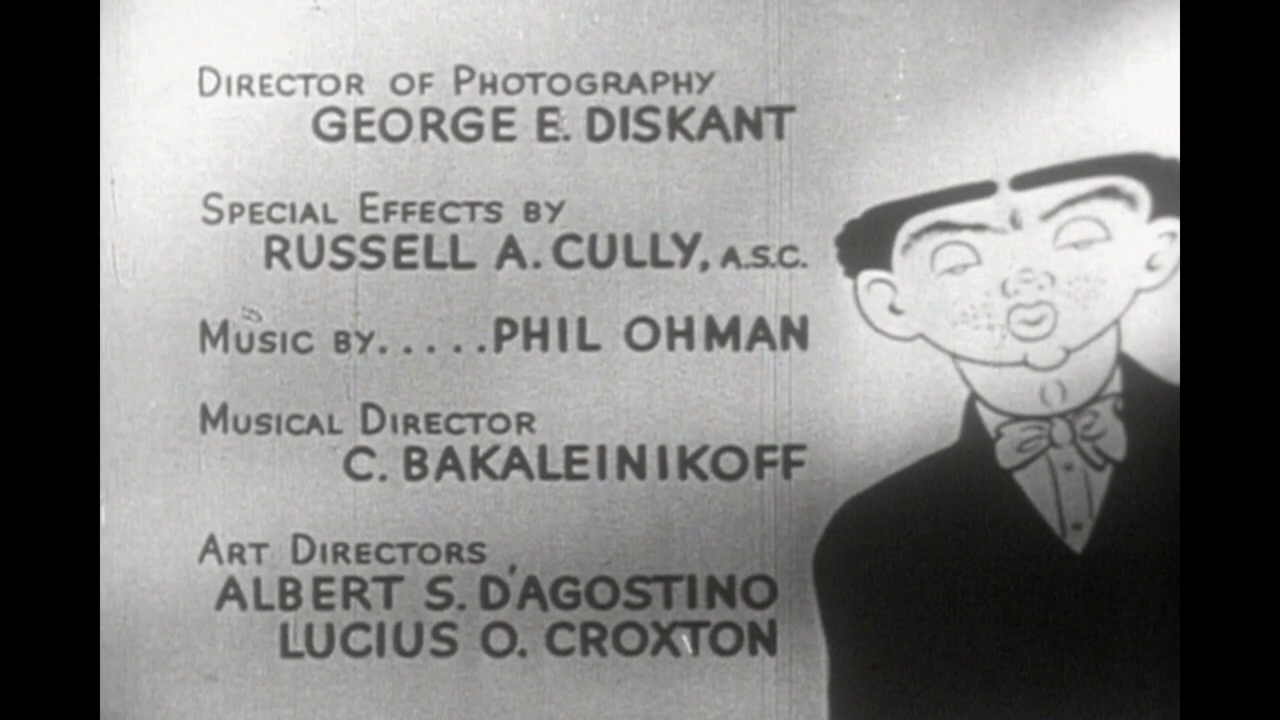 DIRECTOR OF PHOTOGRAPHY
GEORGE E. DISKANT
SPECIAL EFFECTS BY
RUSSELL A. CULLY, A.S.C.
MUSIC BY.....PHIL OHMAN
MUSICAL DIRECTOR
C. BAKALEINIKOFF
ART DIRECTORS
ALBERT S. D'AGOSTINO
LUCIUS O. CROXTON